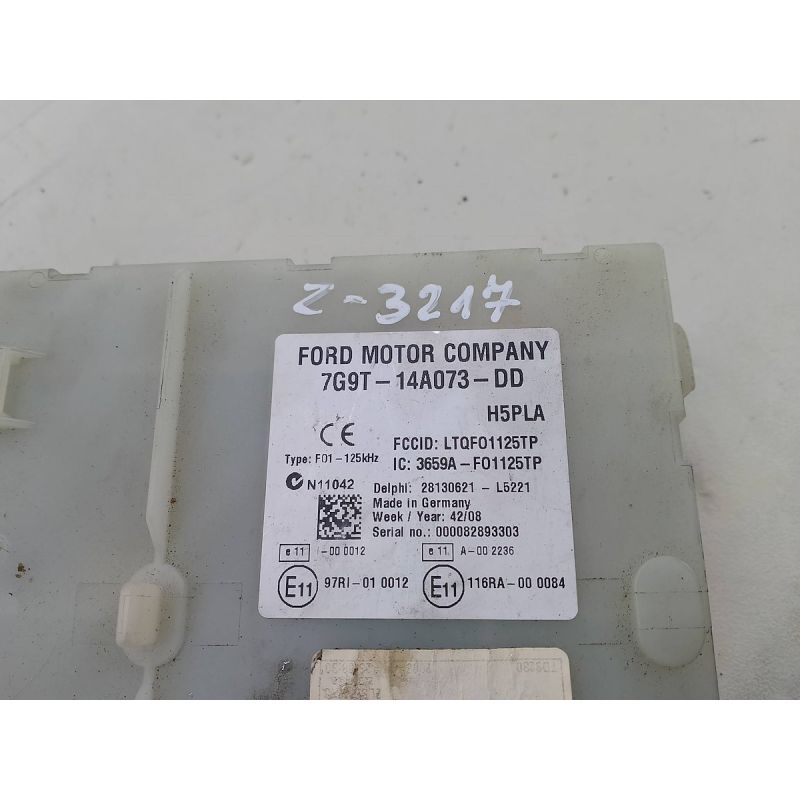 Z-3217
FORD MOTOR COMPANY
7G9T-14A073-DD
H5PLA
CE
FCCID: LTQFO1125TP
Type: F01-125kHz
IC: 3659A-FO1125TP
N11042
Delphi: 28130621 - L5221
Made in Germany
Week / Year: 42/08
Serial no.: 000082893303
e 11 I-00 0012
e 11 A-00 2236
E11 97RI-01 0012
E11 116RA-00 0084